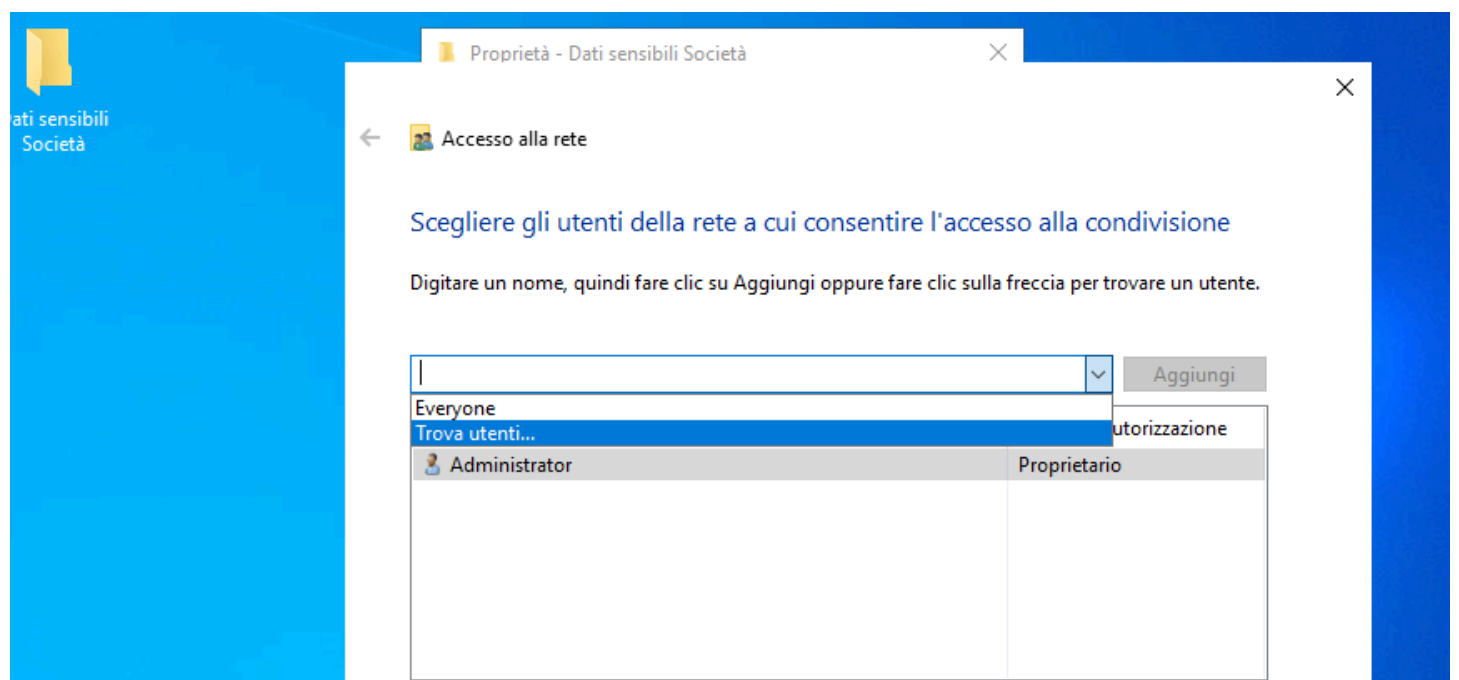 Proprietà - Dati sensibili Società
ati sensibili
Società
Accesso alla rete
Scegliere gli utenti della rete a cui consentire l'accesso alla condivisione
Digitare un nome, quindi fare clic su Aggiungi oppure fare clic sulla freccia per trovare un utente.
Aggiungi
Everyone
Trova utenti...
utorizzazione
Administrator
Proprietario